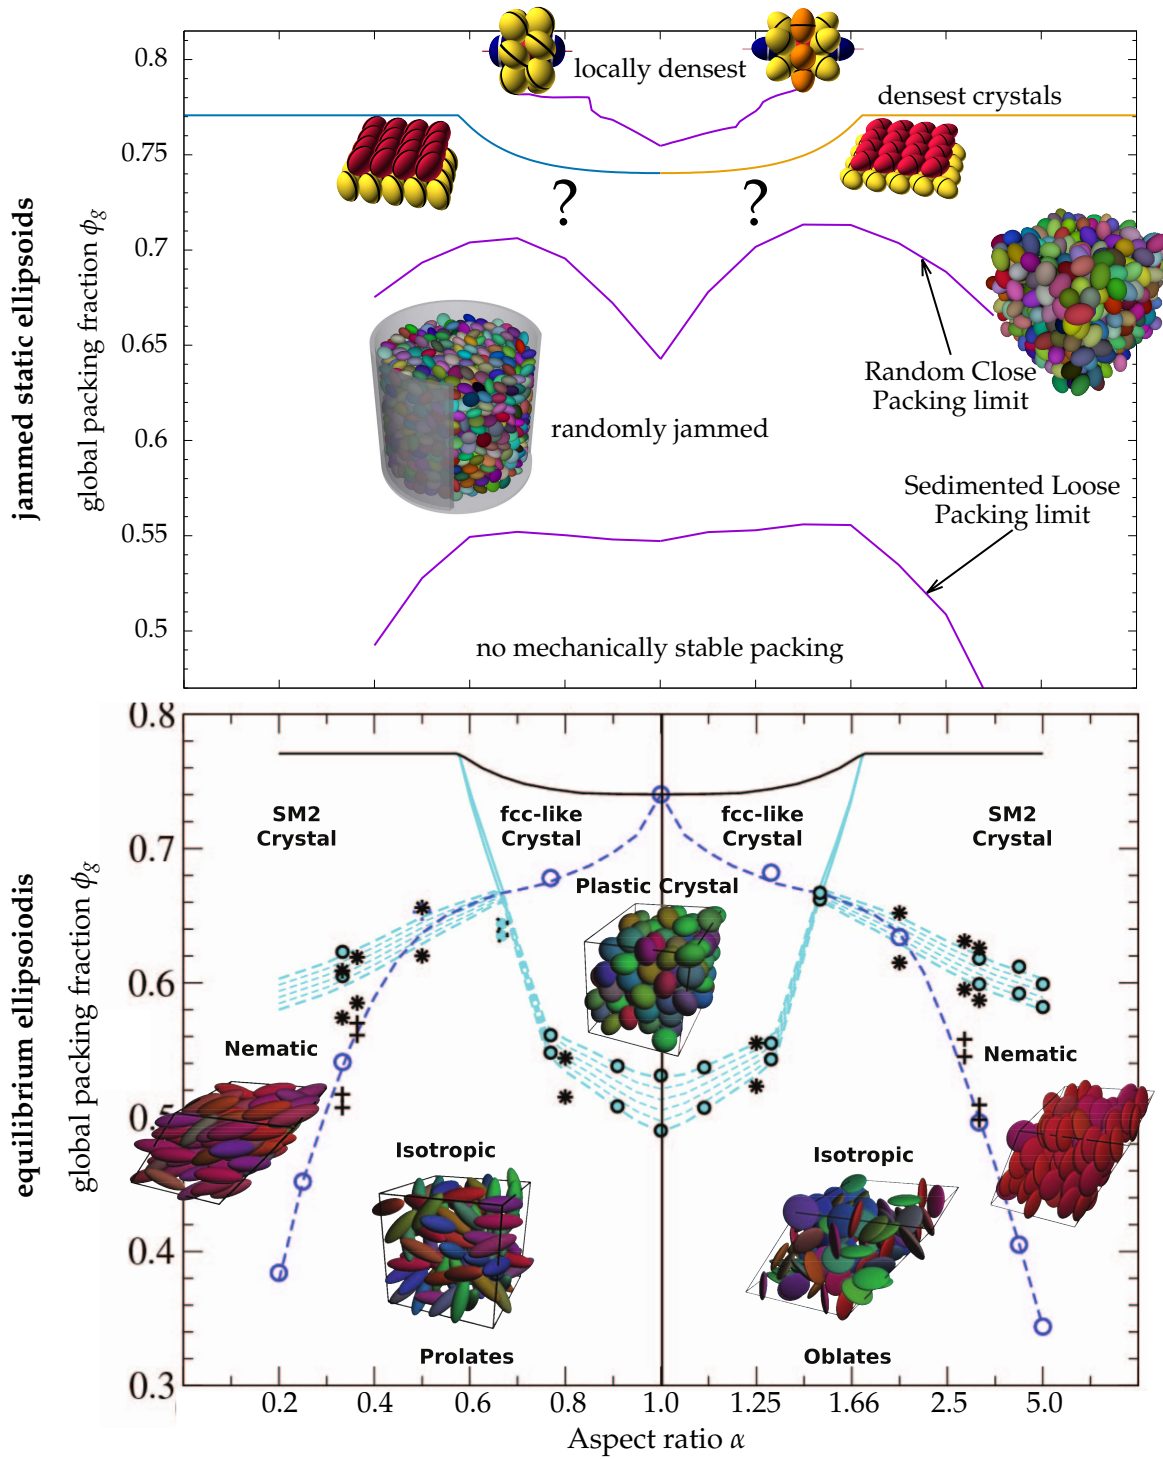 0.8
locally densest
densest crystals
0.75
?
?
0.7
0.65
Random Close
Packing limit
randomly jammed
0.6
Sedimented Loose
Packing limit
0.55
0.5
no mechanically stable packing
jammed static ellipsoids
global packing fraction ϕg
0.8
SM2
Crystal
fcc-like
Crystal
fcc-like
Crystal
SM2
Crystal
0.7
Plastic Crystal
0.6
Nematic
Nematic
0.5
Isotropic
Isotropic
0.4
Prolates
Oblates
0.3
equilibrium ellipsoidis
global packing fraction ϕg
0.2 0.4 0.6 0.8 1.0 1.25 1.66 2.5 5.0
Aspect ratio α